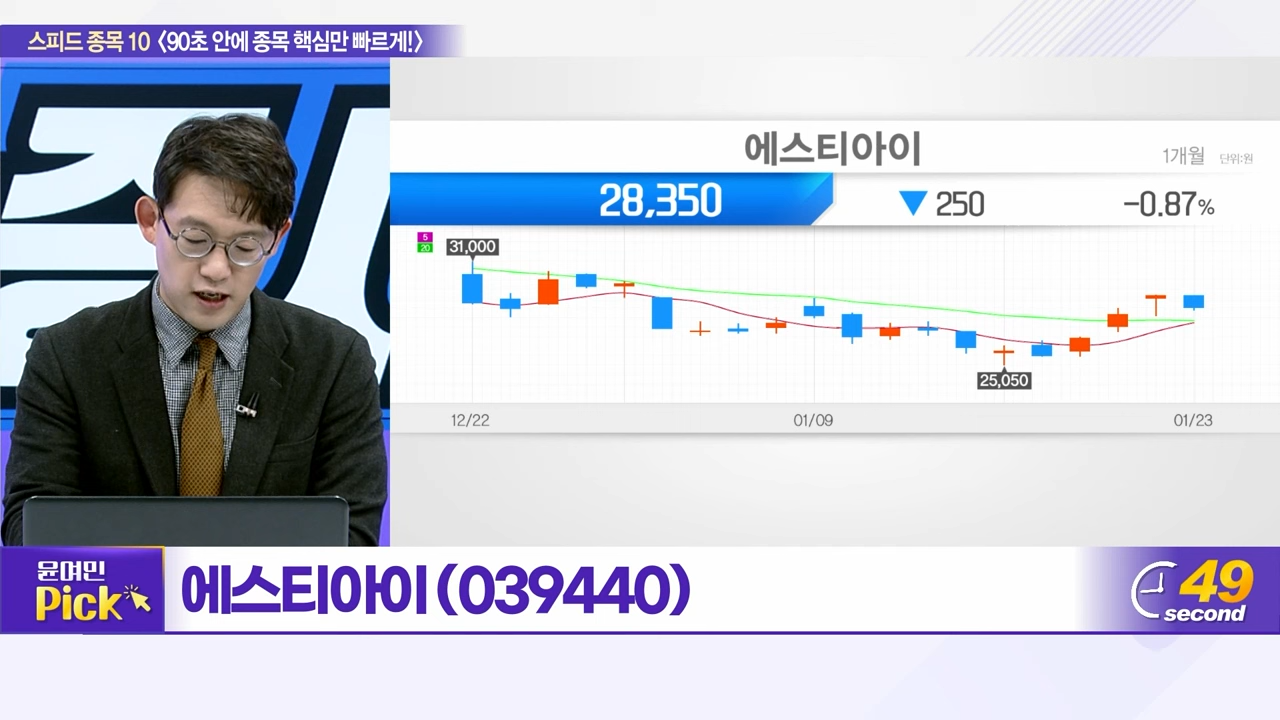 스피드 종목 10 〈90초 안에 종목 핵심만 빠르게!〉
에스티아이
1개월 단위:원
28,350 ▼ 250 -0.87%
5
20
31,000
25,050
12/22 01/09 01/23
윤여민
Pick
에스티아이(039440)
49
second